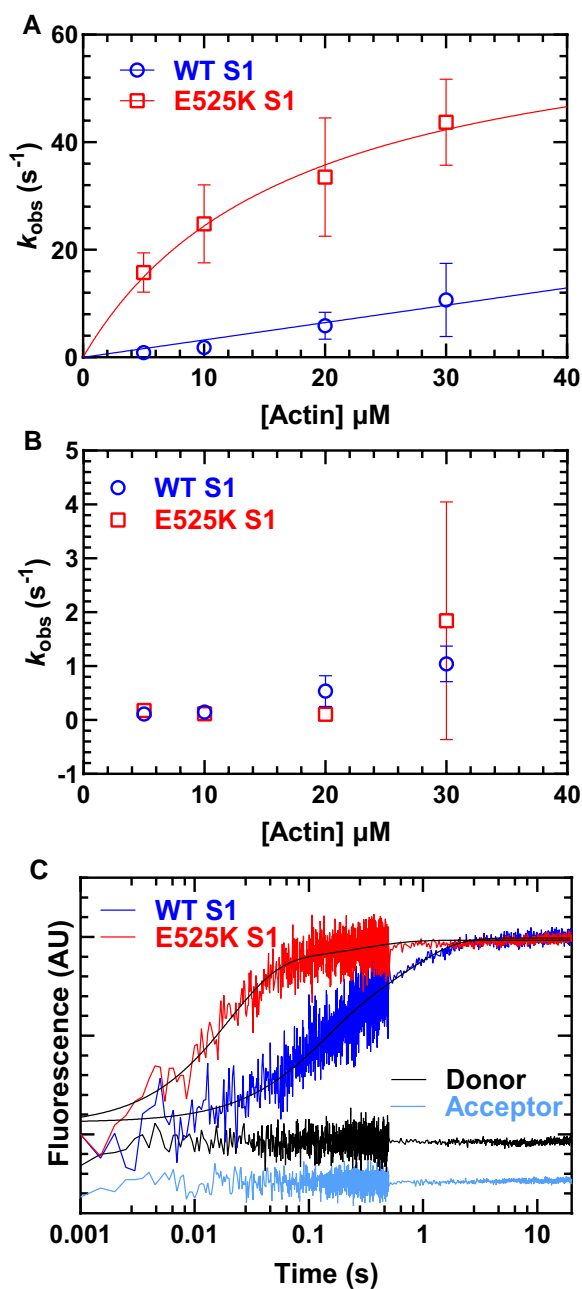 A
60
WT S1
E525K S1
40
k_obs (s⁻¹)
20
0
0 10 20 30 40
[Actin] µM
B
5
WT S1
4
E525K S1
3
k_obs (s⁻¹)
2
1
0
-1
0 10 20 30 40
[Actin] µM
C
WT S1
E525K S1
Fluorescence (AU)
Donor
Acceptor
0.001 0.01 0.1 1 10
Time (s)